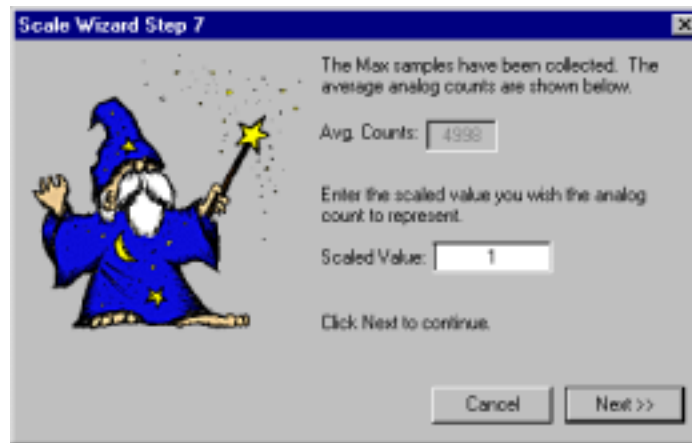 Scale Wizard Step 7
The Max samples have been collected. The
average analog counts are shown below.
Avg. Counts: 4998
Enter the scaled value you wish the analog
count to represent.
Scaled Value: 1
Click Next to continue.
Cancel Next >>